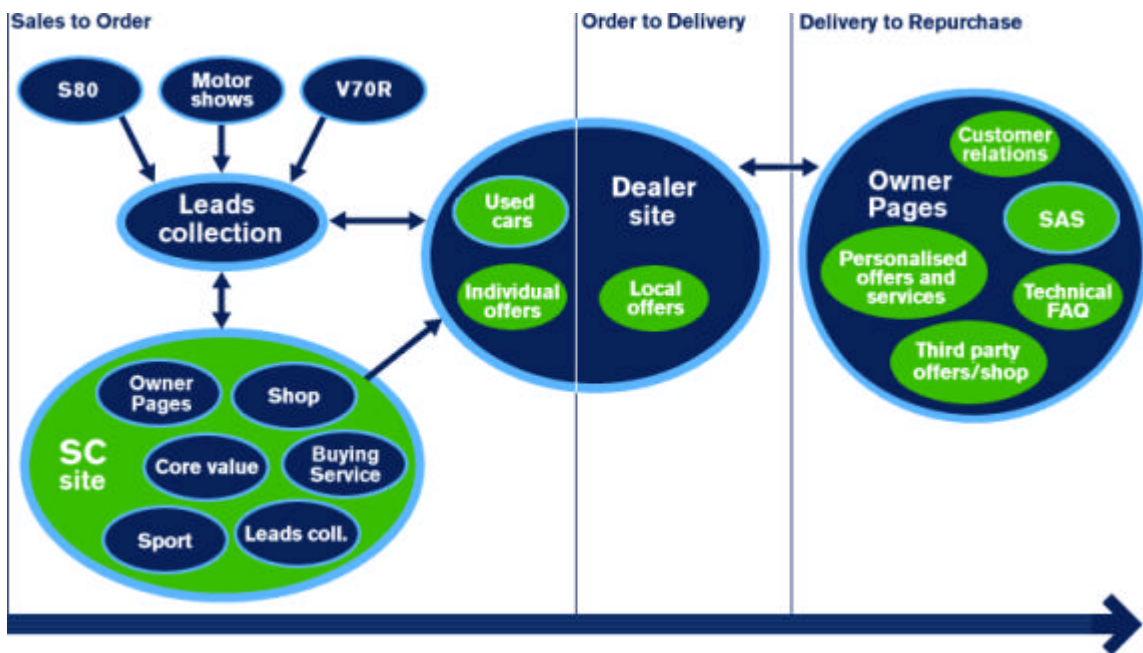 Sales to Order
Order to Delivery
Delivery to Repurchase
S80
Motor
shows
V70R
Leads
collection
Used
cars
Individual
offers
Dealer
site
Local
offers
Customer
relations
Owner
Pages
SAS
Personalised
offers and
services
Technical
FAQ
Third party
offers/shop
SC
site
Owner
Pages
Shop
Core value
Buying
Service
Sport
Leads coll.